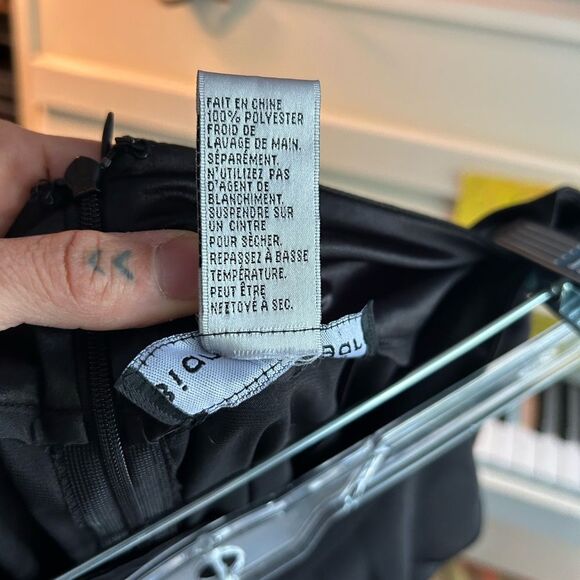 FAIT EN CHINE
100% POLYESTER
FROID DE
LAVAGE DE MAIN.
SÉPARÉMENT.
N'UTILIZEZ PAS
D'AGENT DE
BLANCHIMENT.
SUSPENDRE SUR
UN CINTRE
POUR SÉCHER.
REPASSEZ À BASSE
TEMPÉRATURE.
PEUT ÊTRE
NETTOYÉ À SEC.